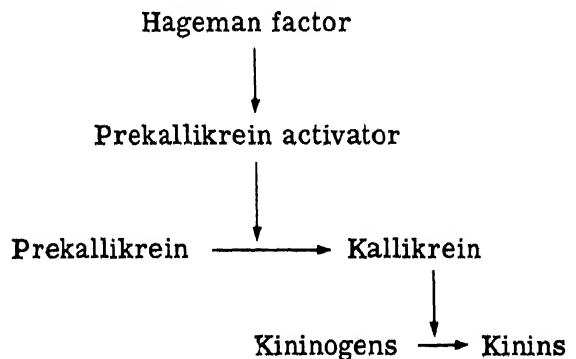 Hageman factor
Prekallikrein activator
Prekallikrein Kallikrein
Kininogens Kinins